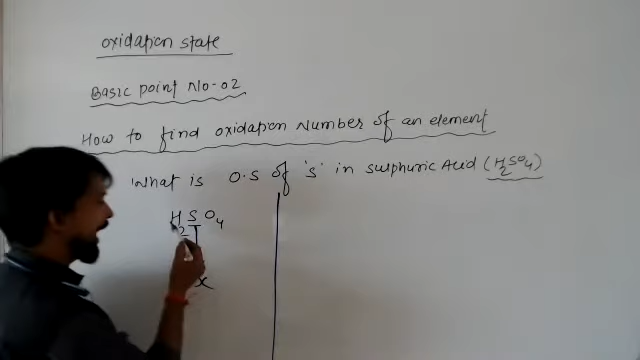 Oxidation state
Basic point No-02
How to find oxidation Number of an element
What is O.S of 's' in sulphuric Acid (H2SO4)
H2SO4
x